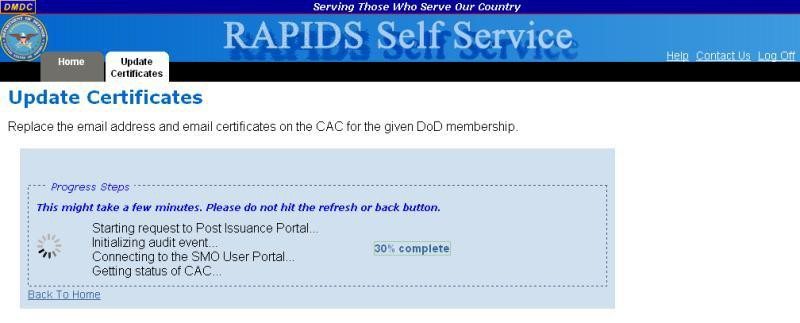 DMDC
Serving Those Who Serve Our Country
RAPIDS Self Service
Help Contact Us Log Off
Home
Update
Certificates
Update Certificates
Replace the email address and email certificates on the CAC for the given DoD membership.
Progress Steps
This might take a few minutes. Please do not hit the refresh or back button.
Starting request to Post Issuance Portal...
Initializing audit event...
Connecting to the SMO User Portal...
Getting status of CAC...
30% complete
Back To Home